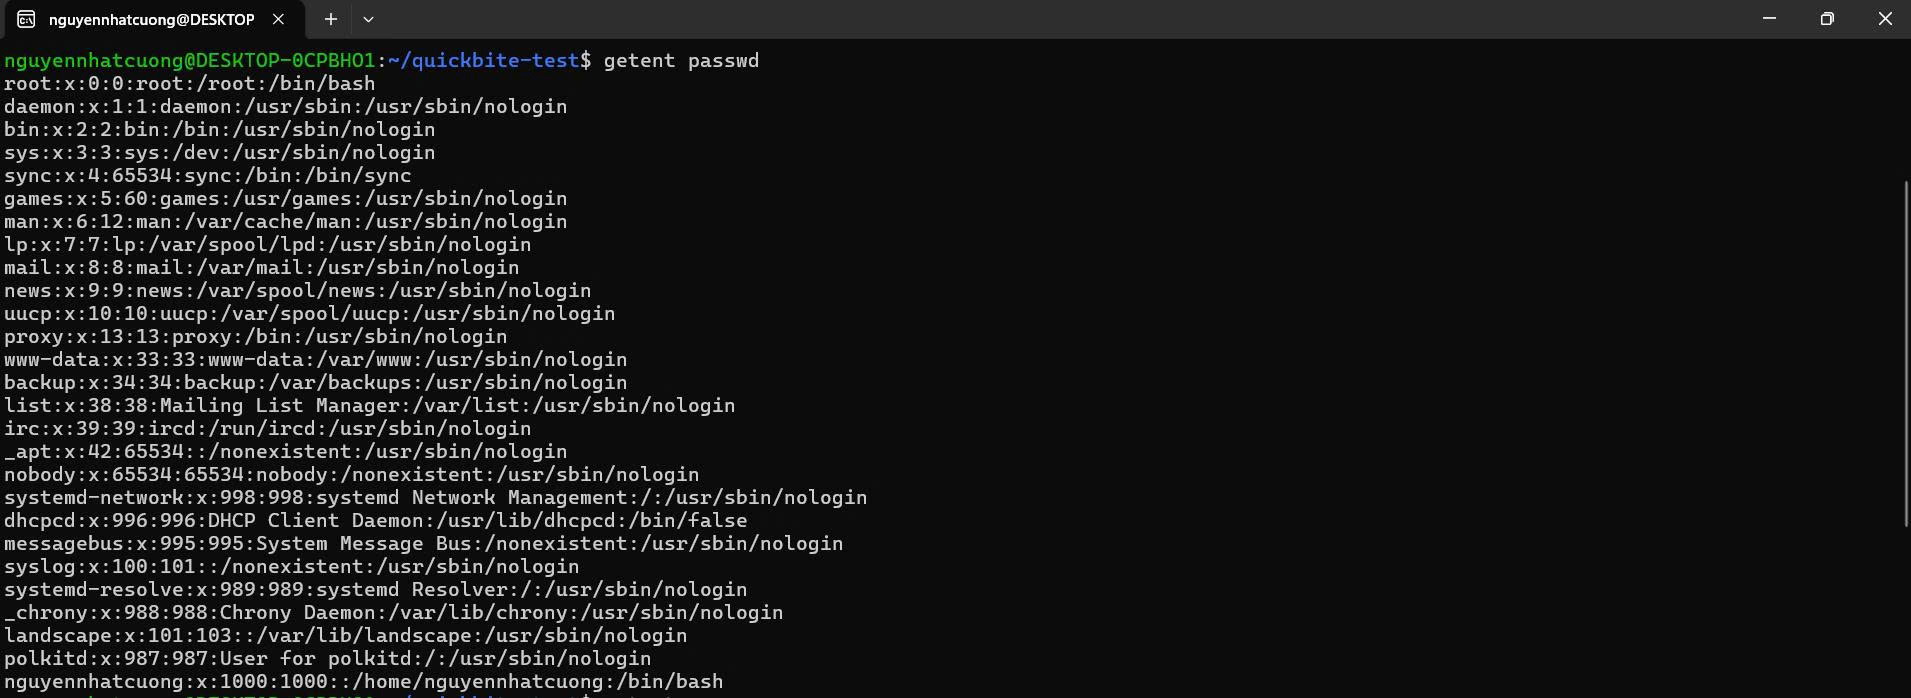 nguyennhatcuong@DESKTOP
nguyennhatcuong@DESKTOP-0CPBHO1:~/quickbite-test$ getent passwd
root:x:0:0:root:/root:/bin/bash
daemon:x:1:1:daemon:/usr/sbin:/usr/sbin/nologin
bin:x:2:2:bin:/bin:/usr/sbin/nologin
sys:x:3:3:sys:/dev:/usr/sbin/nologin
sync:x:4:65534:sync:/bin:/bin/sync
games:x:5:60:games:/usr/games:/usr/sbin/nologin
man:x:6:12:man:/var/cache/man:/usr/sbin/nologin
lp:x:7:7:lp:/var/spool/lpd:/usr/sbin/nologin
mail:x:8:8:mail:/var/mail:/usr/sbin/nologin
news:x:9:9:news:/var/spool/news:/usr/sbin/nologin
uucp:x:10:10:uucp:/var/spool/uucp:/usr/sbin/nologin
proxy:x:13:13:proxy:/bin:/usr/sbin/nologin
www-data:x:33:33:www-data:/var/www:/usr/sbin/nologin
backup:x:34:34:backup:/var/backups:/usr/sbin/nologin
list:x:38:38:Mailing List Manager:/var/list:/usr/sbin/nologin
irc:x:39:39:ircd:/run/ircd:/usr/sbin/nologin
_apt:x:42:65534::/nonexistent:/usr/sbin/nologin
nobody:x:65534:65534:nobody:/nonexistent:/usr/sbin/nologin
systemd-network:x:998:998:systemd Network Management:/:/usr/sbin/nologin
dhcpcd:x:996:996:DHCP Client Daemon:/usr/lib/dhcpcd:/bin/false
messagebus:x:995:995:System Message Bus:/nonexistent:/usr/sbin/nologin
syslog:x:100:101::/nonexistent:/usr/sbin/nologin
systemd-resolve:x:989:989:systemd Resolver:/:/usr/sbin/nologin
_chrony:x:988:988:Chrony Daemon:/var/lib/chrony:/usr/sbin/nologin
landscape:x:101:103::/var/lib/landscape:/usr/sbin/nologin
polkitd:x:987:987:User for polkitd:/:/usr/sbin/nologin
nguyennhatcuong:x:1000:1000::/home/nguyennhatcuong:/bin/bash